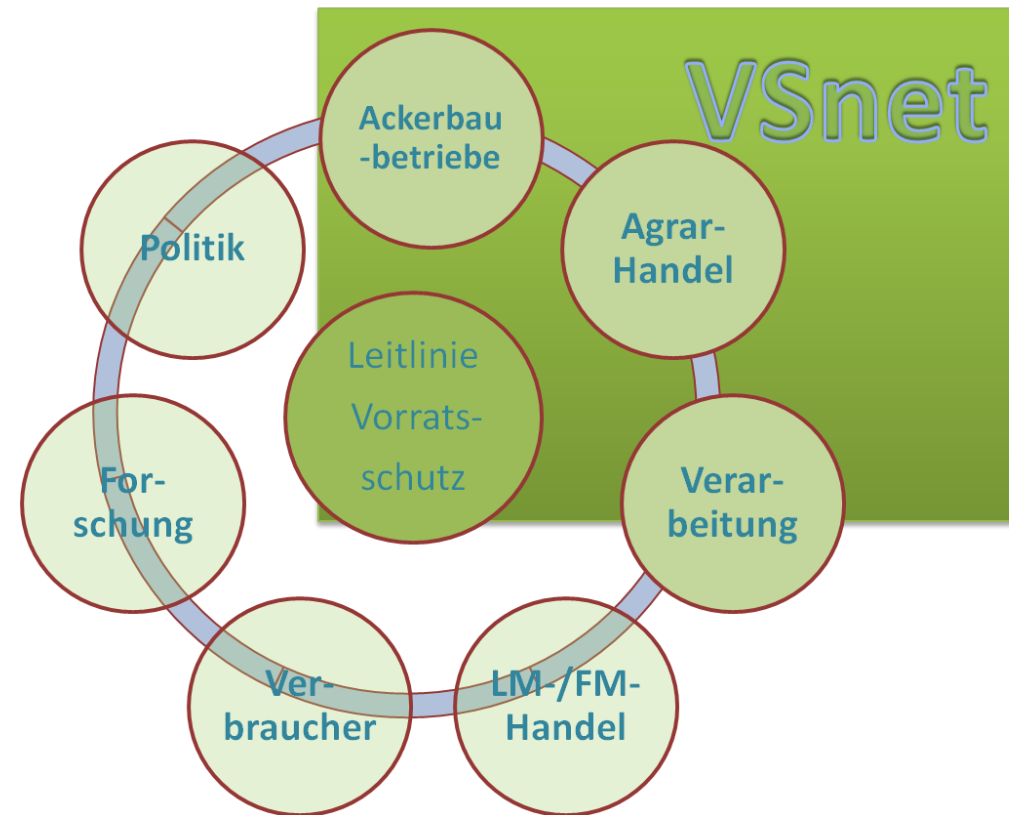 VSnet
Ackerbau
-betriebe
Agrar-
Handel
Politik
Leitlinie
Vorrats-
schutz
For-
schung
Verar-
beitung
Ver-
braucher
LM-/FM-
Handel